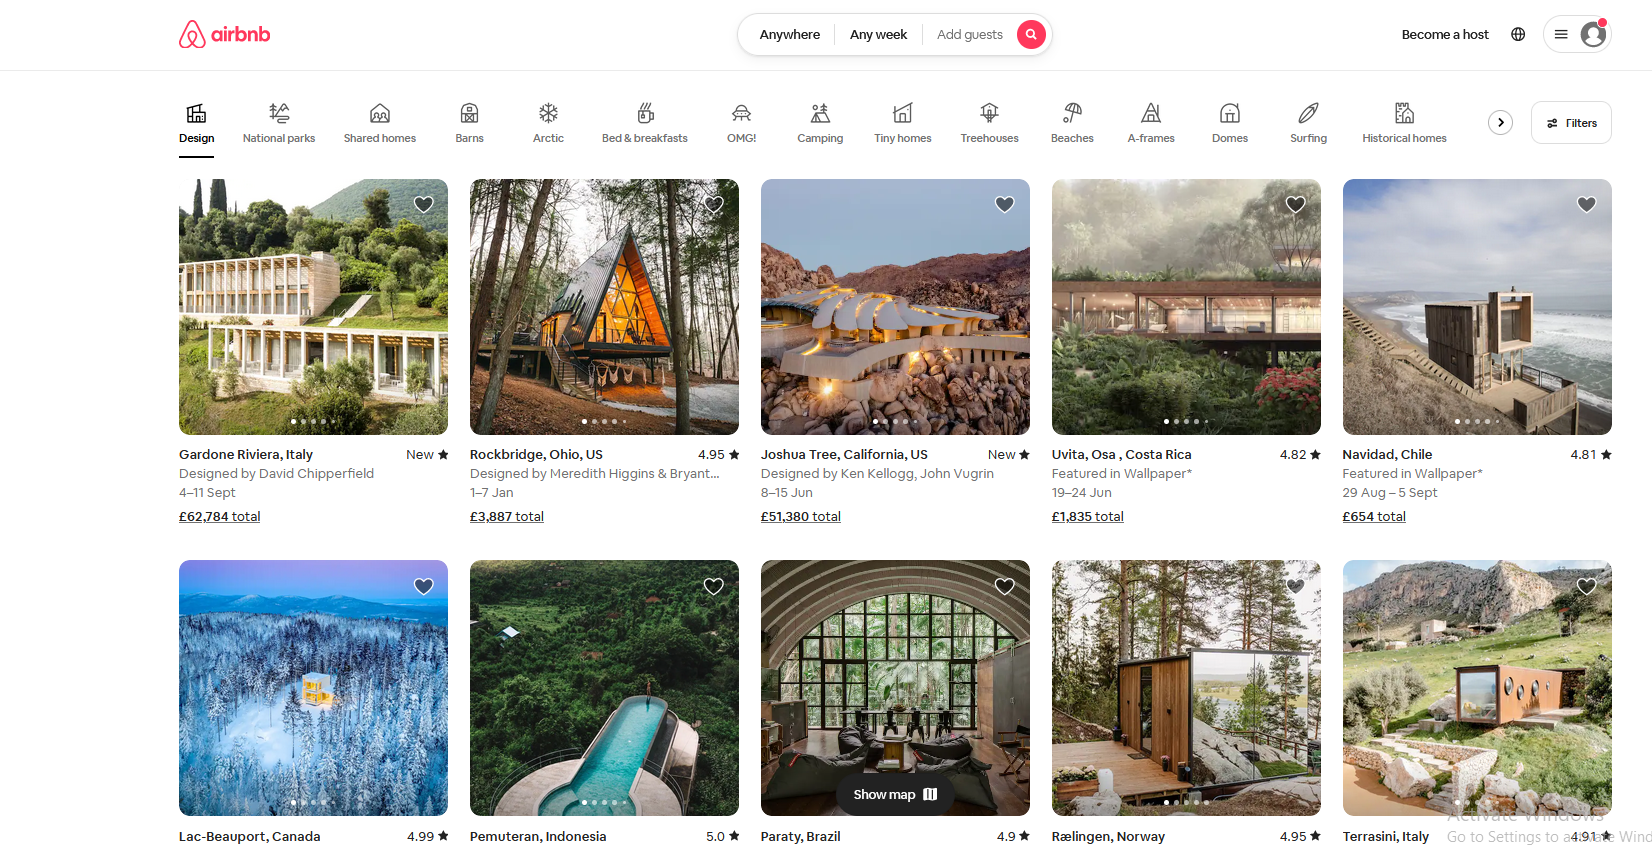 airbnb
Anywhere
Any week
Add guests
Become a host
Design
National parks
Shared homes
Barns
Arctic
Bed & breakfasts
OMG!
Camping
Tiny homes
Treehouses
Beaches
A-frames
Domes
Surfing
Historical homes
Filters
Gardone Riviera, Italy
New
Designed by David Chipperfield
4–11 Sept
£62,784 total
Rockbridge, Ohio, US
4.95
Designed by Meredith Higgins & Bryant...
1–7 Jan
£3,887 total
Joshua Tree, California, US
New
Designed by Ken Kellogg, John Vugrin
8–15 Jun
£51,380 total
Uvita, Osa , Costa Rica
4.82
Featured in Wallpaper*
19–24 Jun
£1,835 total
Navidad, Chile
4.81
Featured in Wallpaper*
29 Aug – 5 Sept
£654 total
Show map
Lac-Beauport, Canada
4.99
Pemuteran, Indonesia
5.0
Paraty, Brazil
4.9
Rælingen, Norway
4.95
Terrasini, Italy
4.91
Activate Windows
Go to Settings to activate Wind